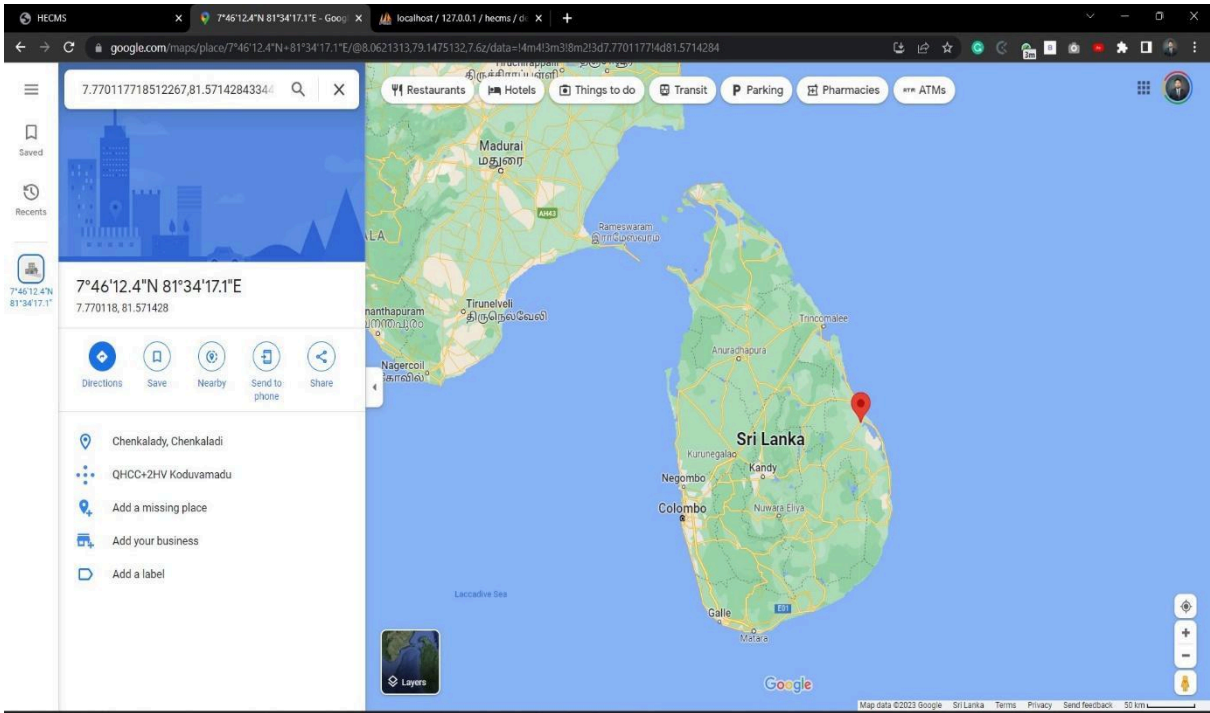 HECMS
7°46'12.4"N 81°34'17.1"E - Goog
localhost / 127.0.0.1 / hecms / de
google.com/maps/place/7°46'12.4"N+81°34'17.1"E/@8.0621313,79.1475132,7.6z/data=!4m4!3m3!8m2!3d7.7701177!4d81.5714284
3m
7.770117718512267,81.57142843344
Restaurants
Hotels
Things to do
Transit
Parking
Pharmacies
ATMs
Saved
Recents
7°46'12.4"N
81°34'17.1"
7°46'12.4"N 81°34'17.1"E
7.770118, 81.571428
Directions
Save
Nearby
Send to
phone
Share
Chenkalady, Chenkaladi
QHCC+2HV Koduvamadu
Add a missing place
Add your business
Add a label
Madurai
மதுரை
AH43
Rameswaram
இராமேஸ்வரம்
Tirunelveli
திருநெல்வேலி
Nagercoil
Trincomalee
Anuradhapura
Sri Lanka
Kurunegala
Kandy
Negombo
Colombo
Nuwara Eliya
Laccadive Sea
Galle
E01
Matara
Layers
Google
Map data ©2023 Google Sri Lanka Terms Privacy Send feedback 50 km